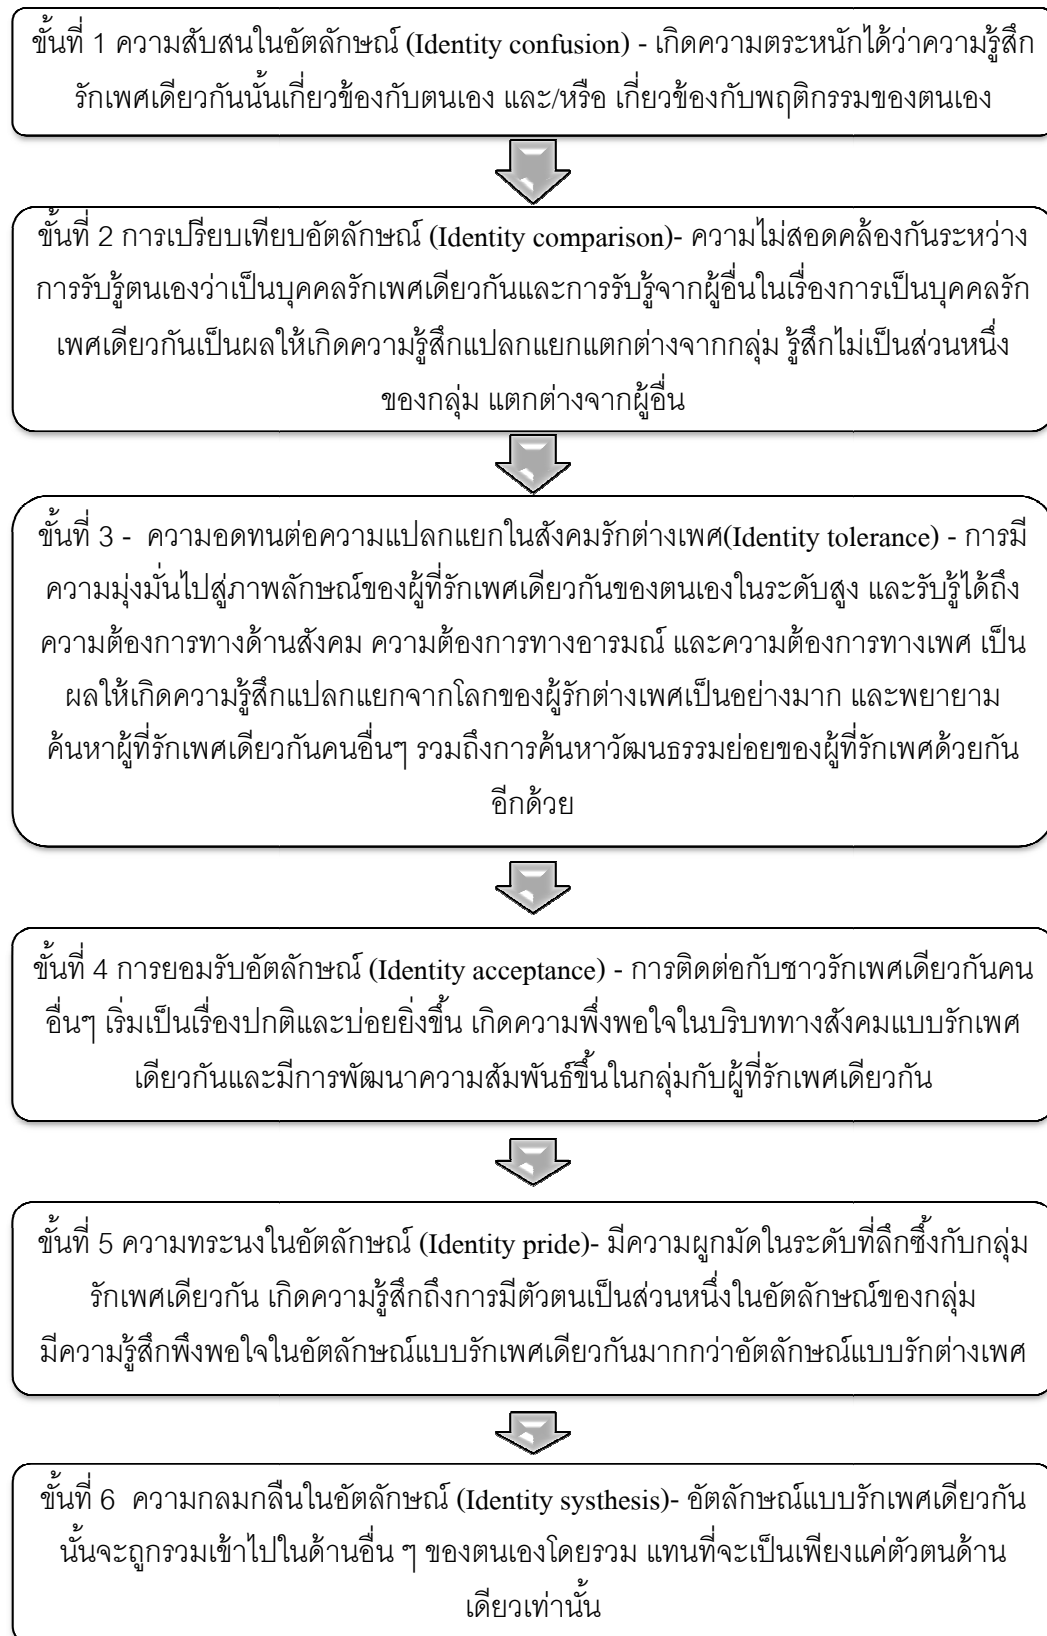 ขั้นที่ 1 ความสับสนในอัตลักษณ์ (Identity confusion) - เกิดความตระหนักได้ว่าความรู้สึก
รักเพศเดียวกันนั้นเกี่ยวข้องกับตนเอง และ/หรือ เกี่ยวข้องกับพฤติกรรมของตนเอง
ขั้นที่ 2 การเปรียบเทียบอัตลักษณ์ (Identity comparison)- ความไม่สอดคล้องกันระหว่าง
การรับรู้ตนเองว่าเป็นบุคคลรักเพศเดียวกันและการรับรู้จากผู้อื่นในเรื่องการเป็นบุคคลรัก
เพศเดียวกันเป็นผลให้เกิดความรู้สึกแปลกแยกแตกต่างจากกลุ่ม รู้สึกไม่เป็นส่วนหนึ่ง
ของกลุ่ม แตกต่างจากผู้อื่น
ขั้นที่ 3 - ความอดทนต่อความแปลกแยกในสังคมรักต่างเพศ(Identity tolerance) - การมี
ความมุ่งมั่นไปสู่ภาพลักษณ์ของผู้ที่รักเพศเดียวกันของตนเองในระดับสูง และรับรู้ได้ถึง
ความต้องการทางด้านสังคม ความต้องการทางอารมณ์ และความต้องการทางเพศ เป็น
ผลให้เกิดความรู้สึกแปลกแยกจากโลกของผู้รักต่างเพศเป็นอย่างมาก และพยายาม
ค้นหาผู้ที่รักเพศเดียวกันคนอื่นๆ รวมถึงการค้นหาวัฒนธรรมย่อยของผู้ที่รักเพศด้วยกัน
อีกด้วย
ขั้นที่ 4 การยอมรับอัตลักษณ์ (Identity acceptance) - การติดต่อกับชาวรักเพศเดียวกันคน
อื่นๆ เริ่มเป็นเรื่องปกติและบ่อยยิ่งขึ้น เกิดความพึ่งพอใจในบริบททางสังคมแบบรักเพศ
เดียวกันและมีการพัฒนาความสัมพันธ์ขึ้นในกลุ่มกับผู้ที่รักเพศเดียวกัน
ขั้นที่ 5 ความทระนงในอัตลักษณ์ (Identity pride)- มีความผูกมัดในระดับที่ลึกซึ้งกับกลุ่ม
รักเพศเดียวกัน เกิดความรู้สึกถึงการมีตัวตนเป็นส่วนหนึ่งในอัตลักษณ์ของกลุ่ม
มีความรู้สึกพึงพอใจในอัตลักษณ์แบบรักเพศเดียวกันมากกว่าอัตลักษณ์แบบรักต่างเพศ
ขั้นที่ 6 ความกลมกลืนในอัตลักษณ์ (Identity systhesis)- อัตลักษณ์แบบรักเพศเดียวกัน
นั้นจะถูกรวมเข้าไปในด้านอื่น ๆ ของตนเองโดยรวม แทนที่จะเป็นเพียงแค่ตัวตนด้าน
เดียวเท่านั้น